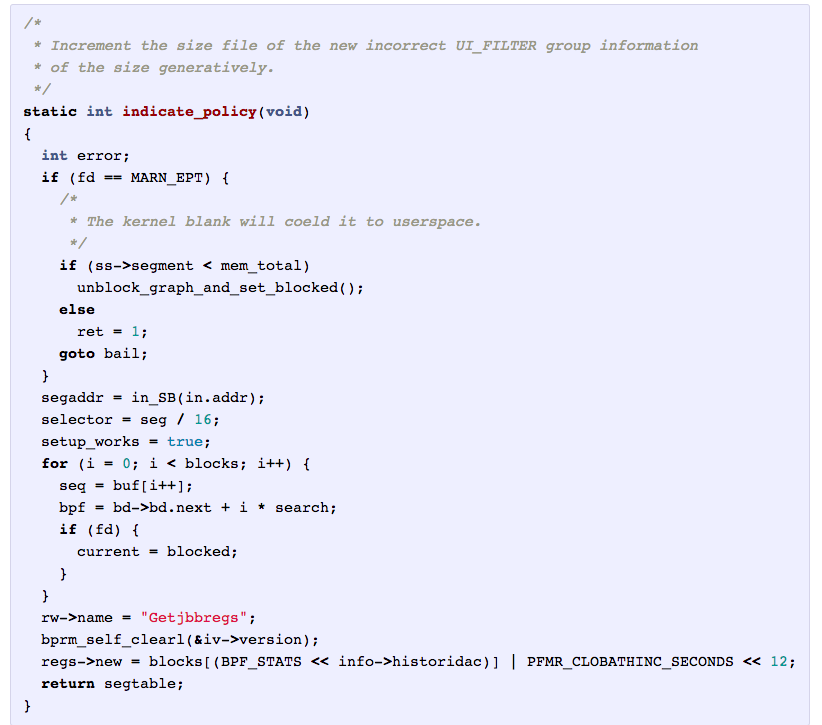 /*
 * Increment the size file of the new incorrect UI_FILTER group information
 * of the size generatively.
 */
static int indicate_policy(void)
{
  int error;
  if (fd == MARN_EPT) {
    /*
     * The kernel blank will coeld it to userspace.
     */
    if (ss->segment < mem_total)
      unblock_graph_and_set_blocked();
    else
      ret = 1;
    goto bail;
  }
  segaddr = in_SB(in.addr);
  selector = seg / 16;
  setup_works = true;
  for (i = 0; i < blocks; i++) {
    seq = buf[i++];
    bpf = bd->bd.next + i * search;
    if (fd) {
      current = blocked;
    }
  }
  rw->name = "Getjbbregs";
  bprm_self_clearl(&iv->version);
  regs->new = blocks[(BPF_STATS << info->historidac)] | PFMR_CLOBATHINC_SECONDS << 12;
  return segtable;
}